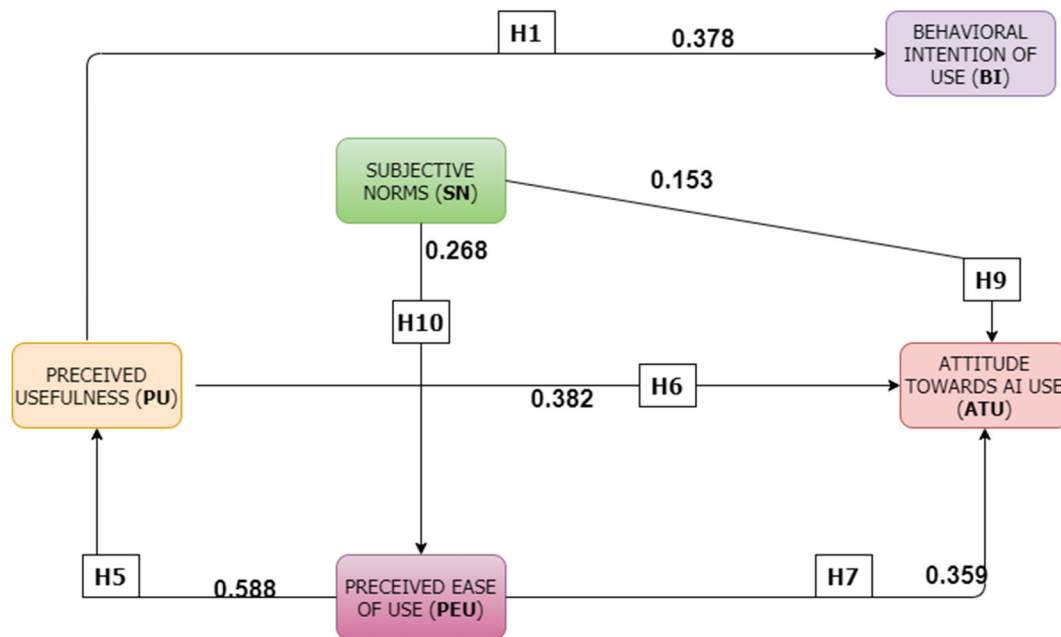 H1
0.378
BEHAVIORAL
INTENTION OF
USE (BI)
SUBJECTIVE
NORMS (SN)
0.153
0.268
H9
H10
PRECEIVED
USEFULNESS (PU)
0.382
H6
ATTITUDE
TOWARDS AI USE
(ATU)
H5
0.588
PRECEIVED EASE
OF USE (PEU)
H7
0.359